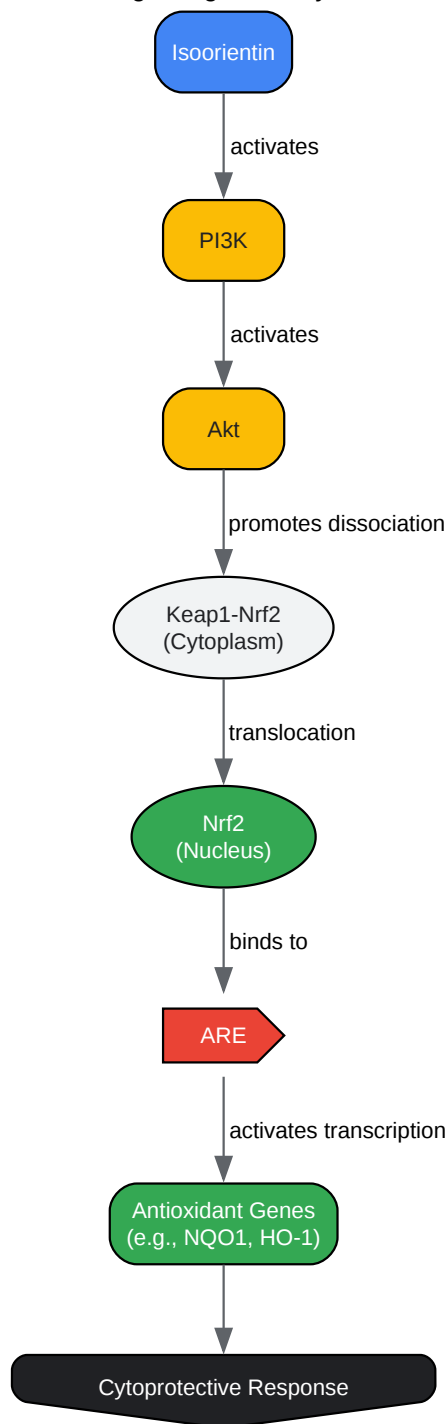 Isoorientin
activates
PI3K
activates
Akt
promotes dissociation
Keap1-Nrf2
(Cytoplasm)
translocation
Nrf2
(Nucleus)
binds to
ARE
activates transcription
Antioxidant Genes
(e.g., NQO1, HO-1)
Cytoprotective Response